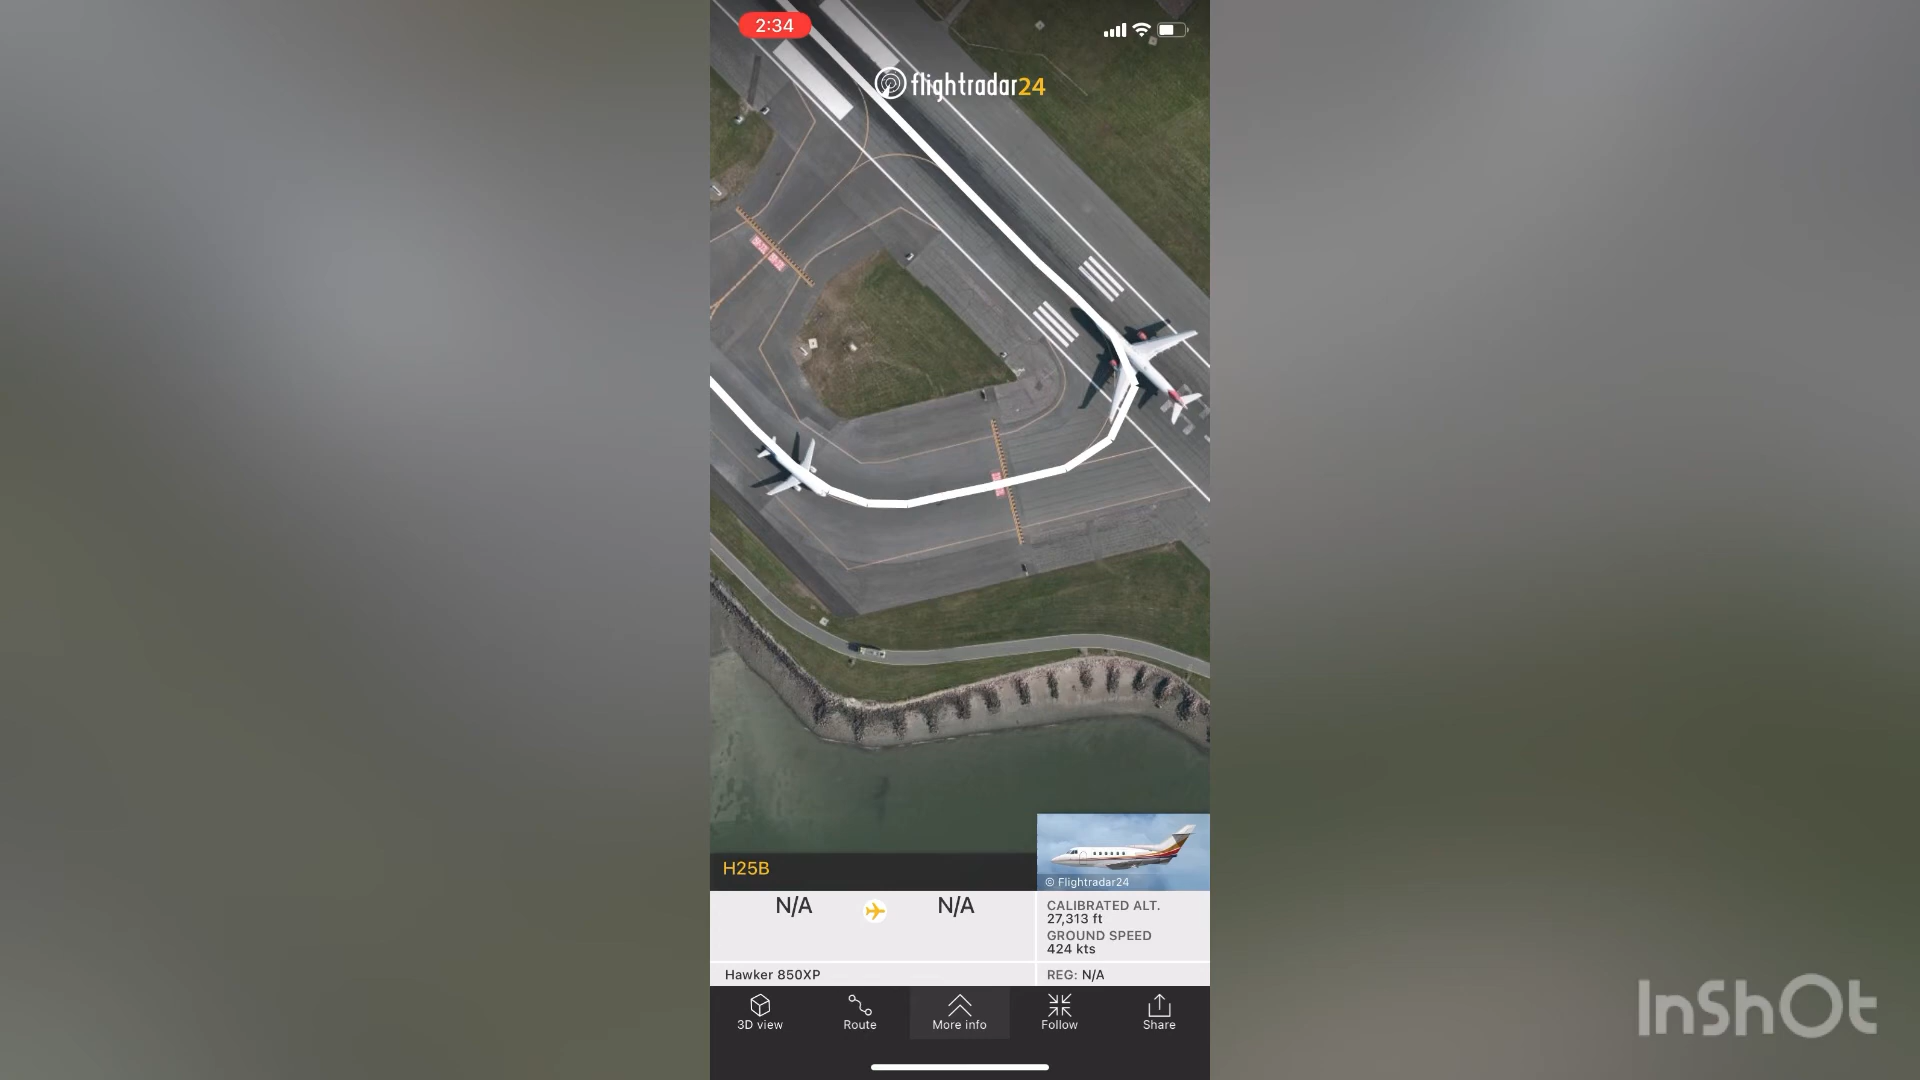 2:34
flightradar24
H25B
© Flightradar24
N/A
N/A
CALIBRATED ALT.
27,313 ft
GROUND SPEED
424 kts
Hawker 850XP
REG: N/A
3D view
Route
More info
Follow
Share
InShOt